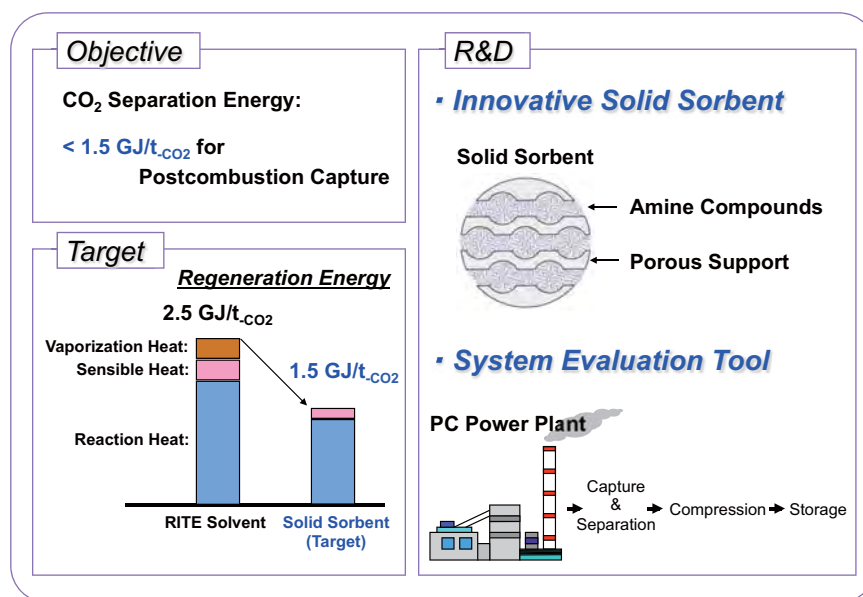 Objective
CO2 Separation Energy:
< 1.5 GJ/t-CO2 for
Postcombustion Capture
Target
Regeneration Energy
2.5 GJ/t-CO2
Vaporization Heat:
Sensible Heat:
1.5 GJ/t-CO2
Reaction Heat:
RITE Solvent
Solid Sorbent
(Target)
R&D
・Innovative Solid Sorbent
Solid Sorbent
Amine Compounds
Porous Support
・System Evaluation Tool
PC Power Plant
Capture
&
Separation
Compression
Storage